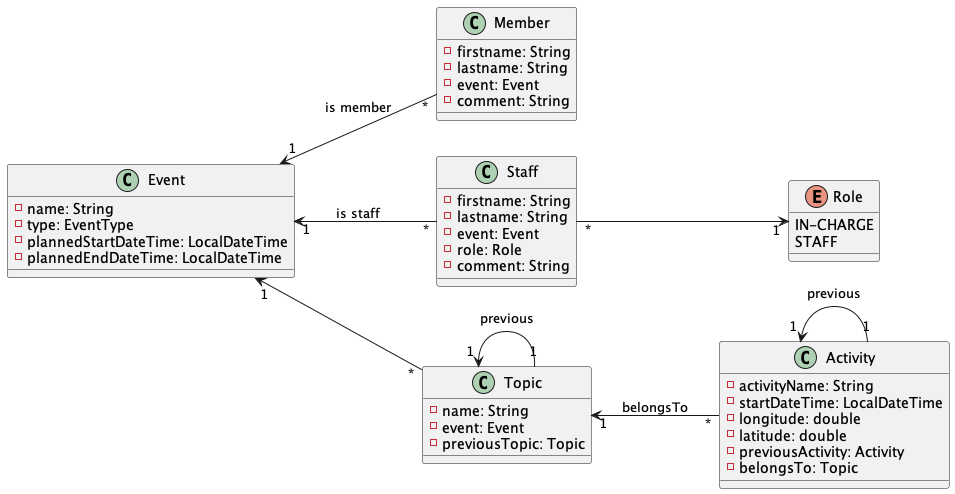 C Member
firstname: String
lastname: String
event: Event
comment: String
is member
*
1
C Event
name: String
type: EventType
plannedStartDateTime: LocalDateTime
plannedEndDateTime: LocalDateTime
C Staff
firstname: String
lastname: String
event: Event
role: Role
comment: String
is staff
1
*
*
1
E Role
IN-CHARGE
STAFF
1
*
previous
1
1
C Topic
name: String
event: Event
previousTopic: Topic
belongsTo
1
*
previous
1
1
C Activity
activityName: String
startDateTime: LocalDateTime
longitude: double
latitude: double
previousActivity: Activity
belongsTo: Topic